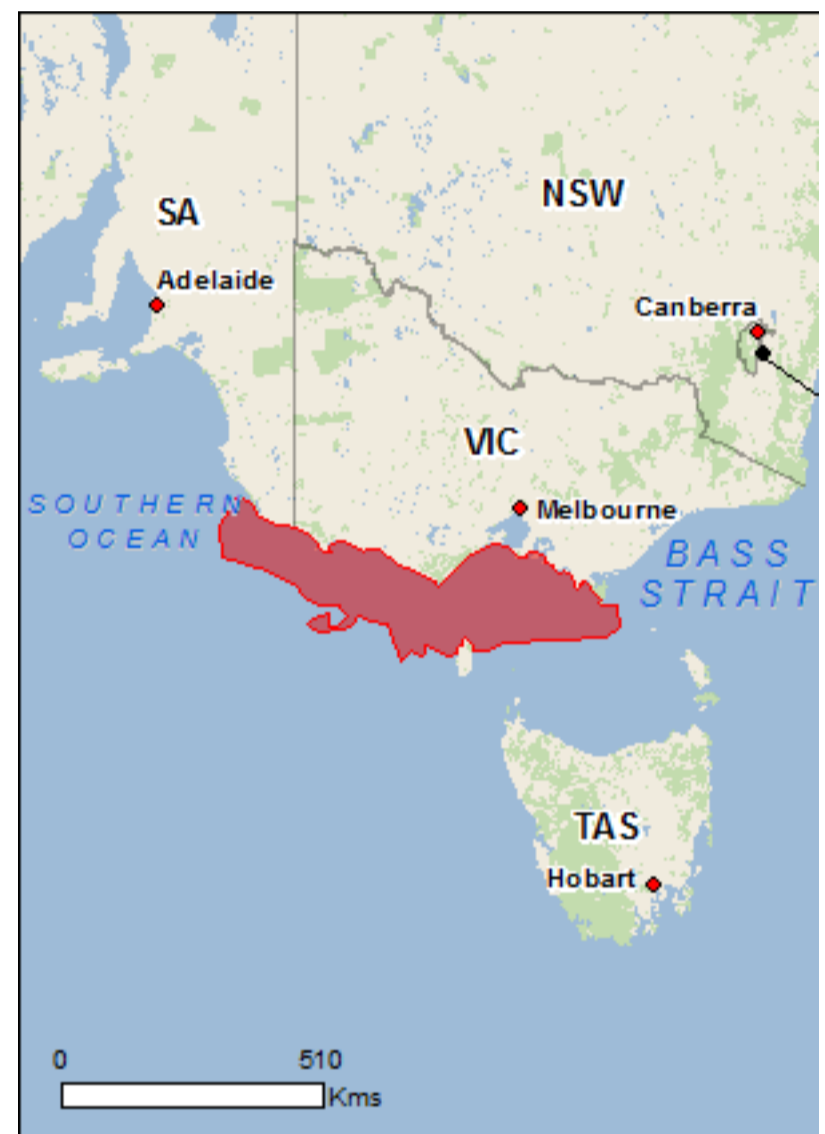 NSW
SA
Adelaide
Canberra
VIC
SOUTHERN
OCEAN
Melbourne
BASS
STRAIT
TAS
Hobart
0 510
Kms